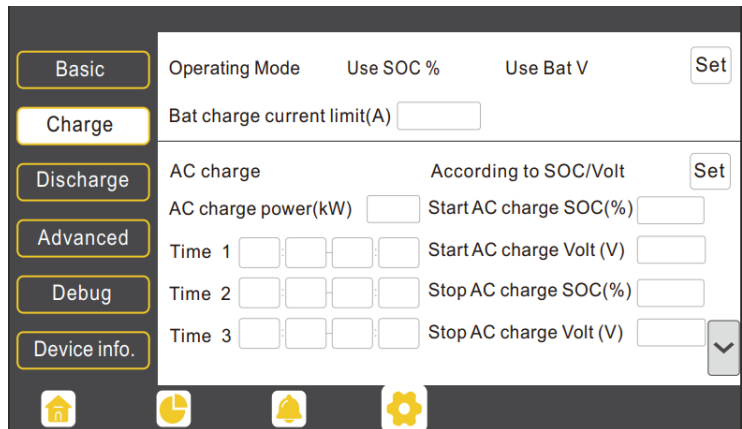 Basic
Charge
Discharge
Advanced
Debug
Device info.
Operating Mode Use SOC % Use Bat V Set
Bat charge current limit(A)
AC charge According to SOC/Volt Set
AC charge power(kW) Start AC charge SOC(%)
Time 1 : - : Start AC charge Volt (V)
Time 2 : - : Stop AC charge SOC(%)
Time 3 : - : Stop AC charge Volt (V)